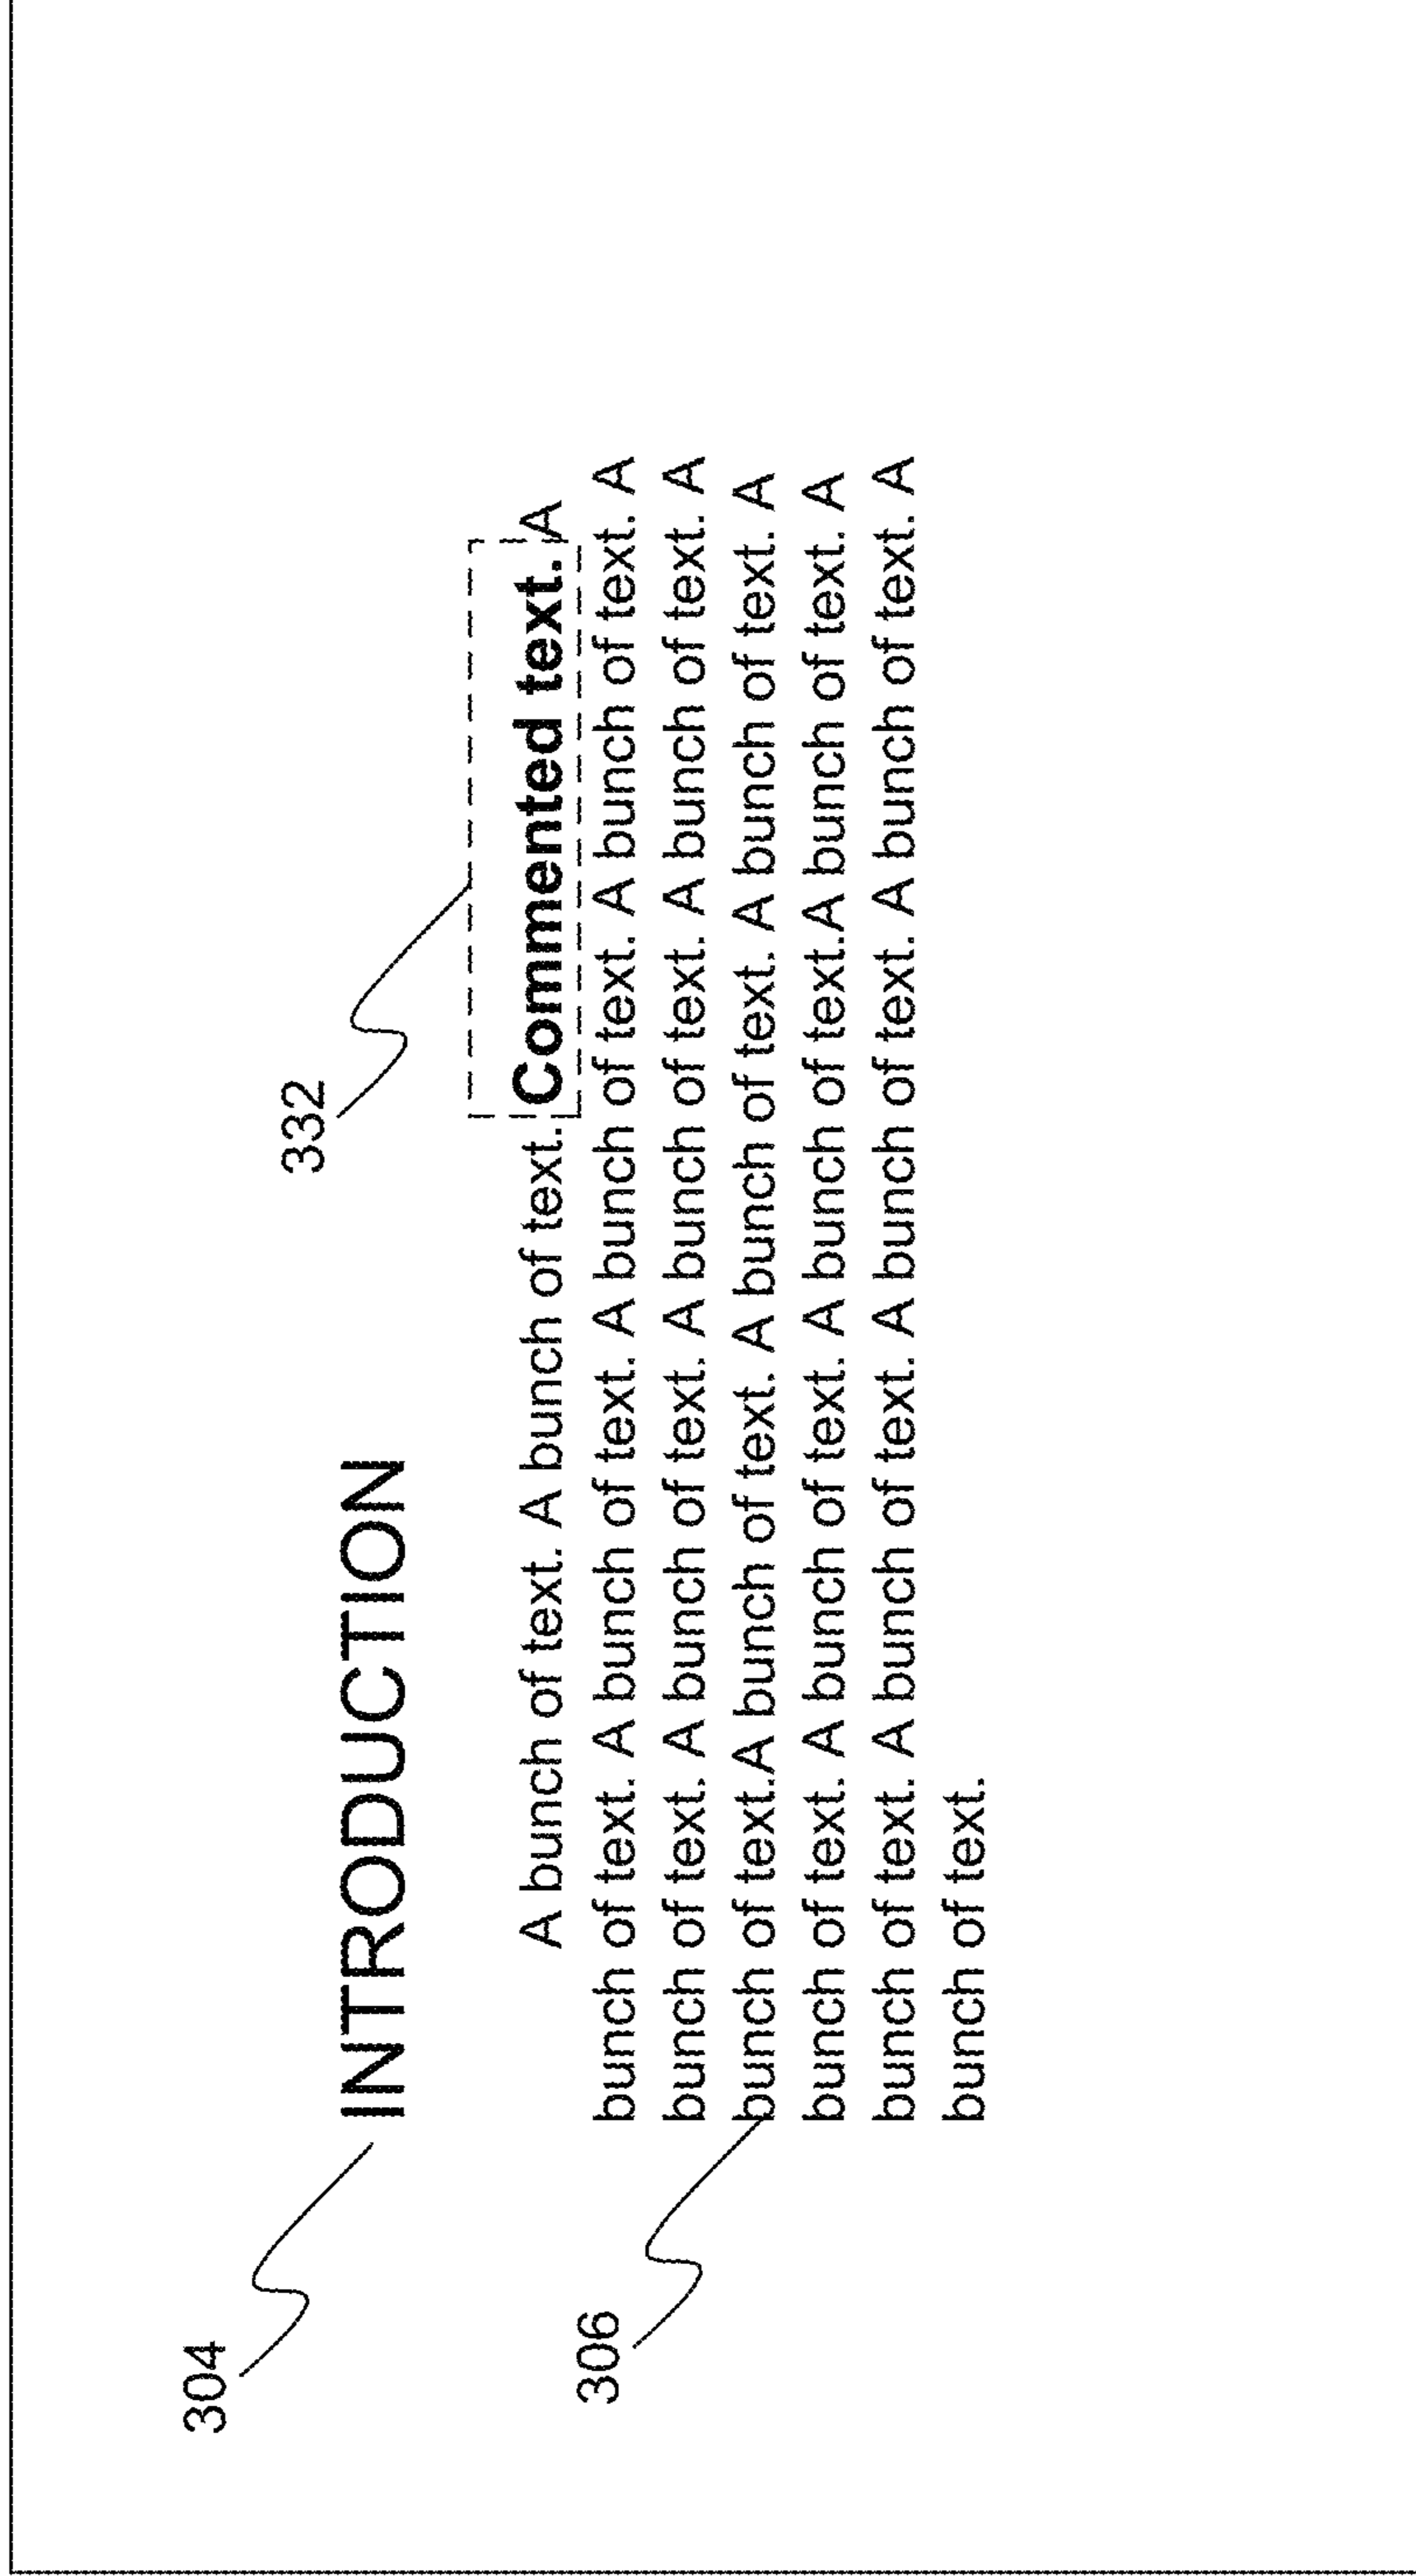 304
INTRODUCTION
332
A bunch of text. A bunch of text. Commented text. A
bunch of text. A bunch of text. A bunch of text. A bunch of text. A
bunch of text. A bunch of text. A bunch of text. A bunch of text. A
306
bunch of text.A bunch of text. A bunch of text. A bunch of text. A
bunch of text. A bunch of text. A bunch of text.A bunch of text. A
bunch of text. A bunch of text. A bunch of text. A bunch of text. A
bunch of text.